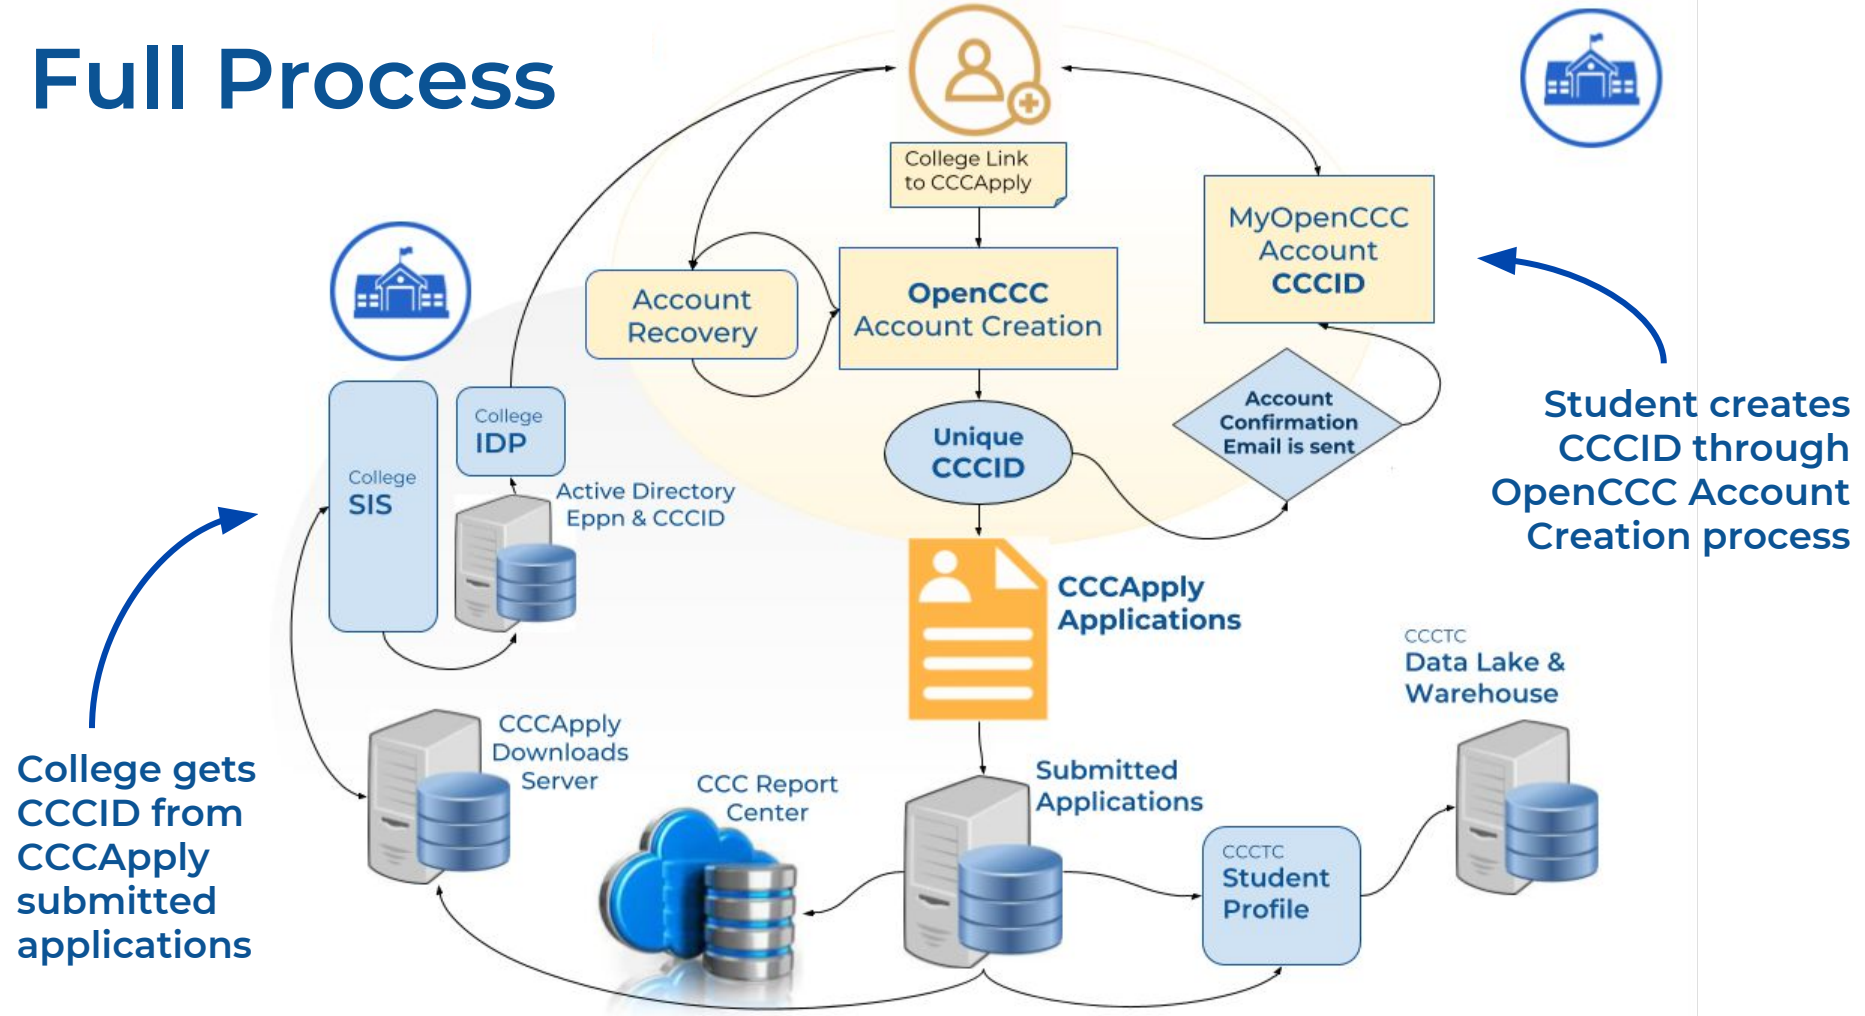 Full Process
College Link
to CCCApply
MyOpenCCC
Account
CCCID
Account
Recovery
OpenCCC
Account Creation
College
IDP
College
SIS
Active Directory
Eppn & CCCID
Unique
CCCID
Account
Confirmation
Email is sent
Student creates
CCCID through
OpenCCC Account
Creation process
CCCApply
Applications
CCCTC
Data Lake &
Warehouse
College gets
CCCID from
CCCApply
submitted
applications
CCCApply
Downloads
Server
CCC Report
Center
Submitted
Applications
CCCTC
Student
Profile